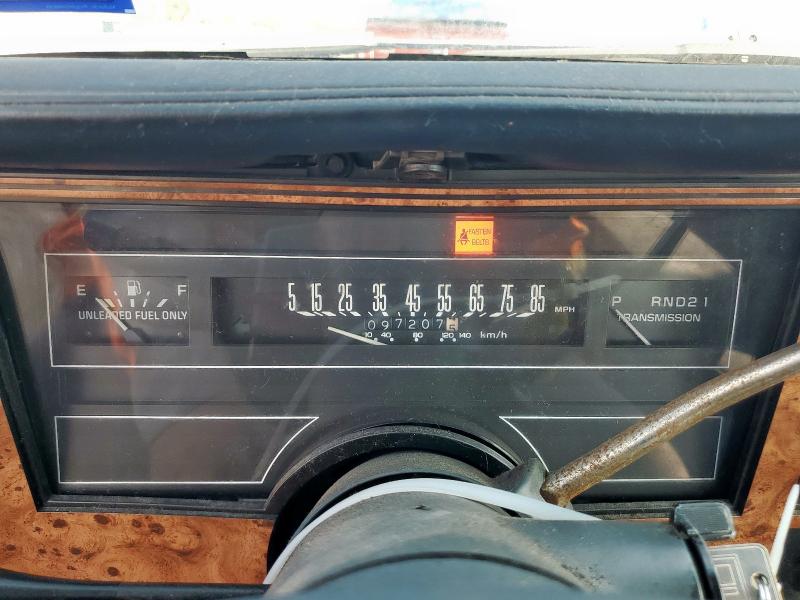 FASTEN
BELTS
E F
UNLEADED FUEL ONLY
5 15 25 35 45 55 65 75 85 MPH
097207
10 40 80 120 140 km/h
P RND21
TRANSMISSION